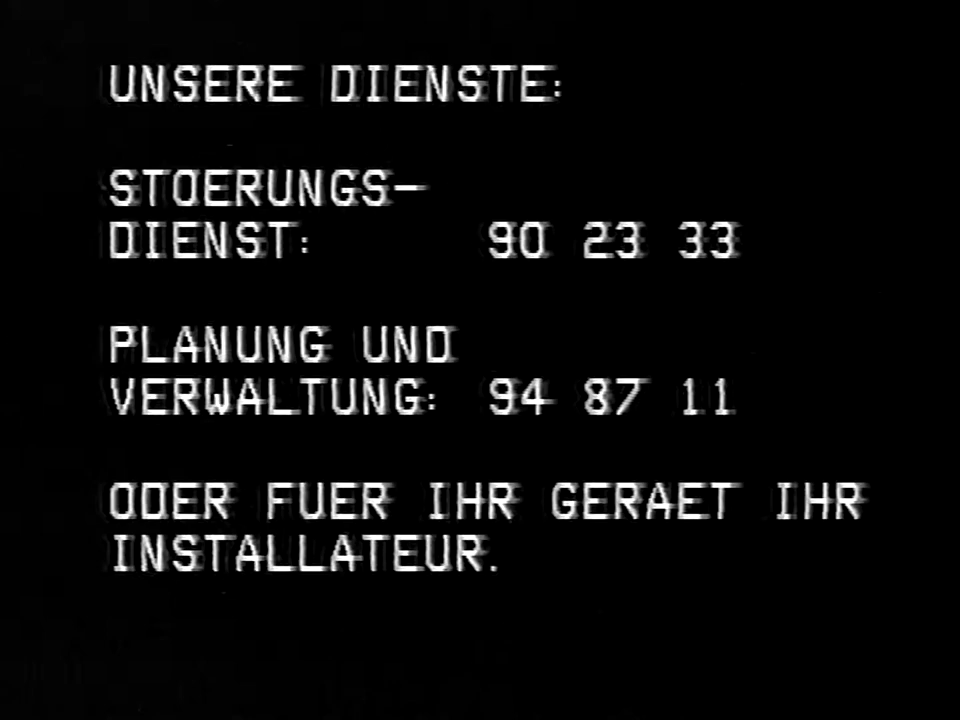 UNSERE DIENSTE:
STOERUNGS-
DIENST: 90 23 33
PLANUNG UND
VERWALTUNG: 94 87 11
ODER FUER IHR GERAET IHR
INSTALLATEUR.